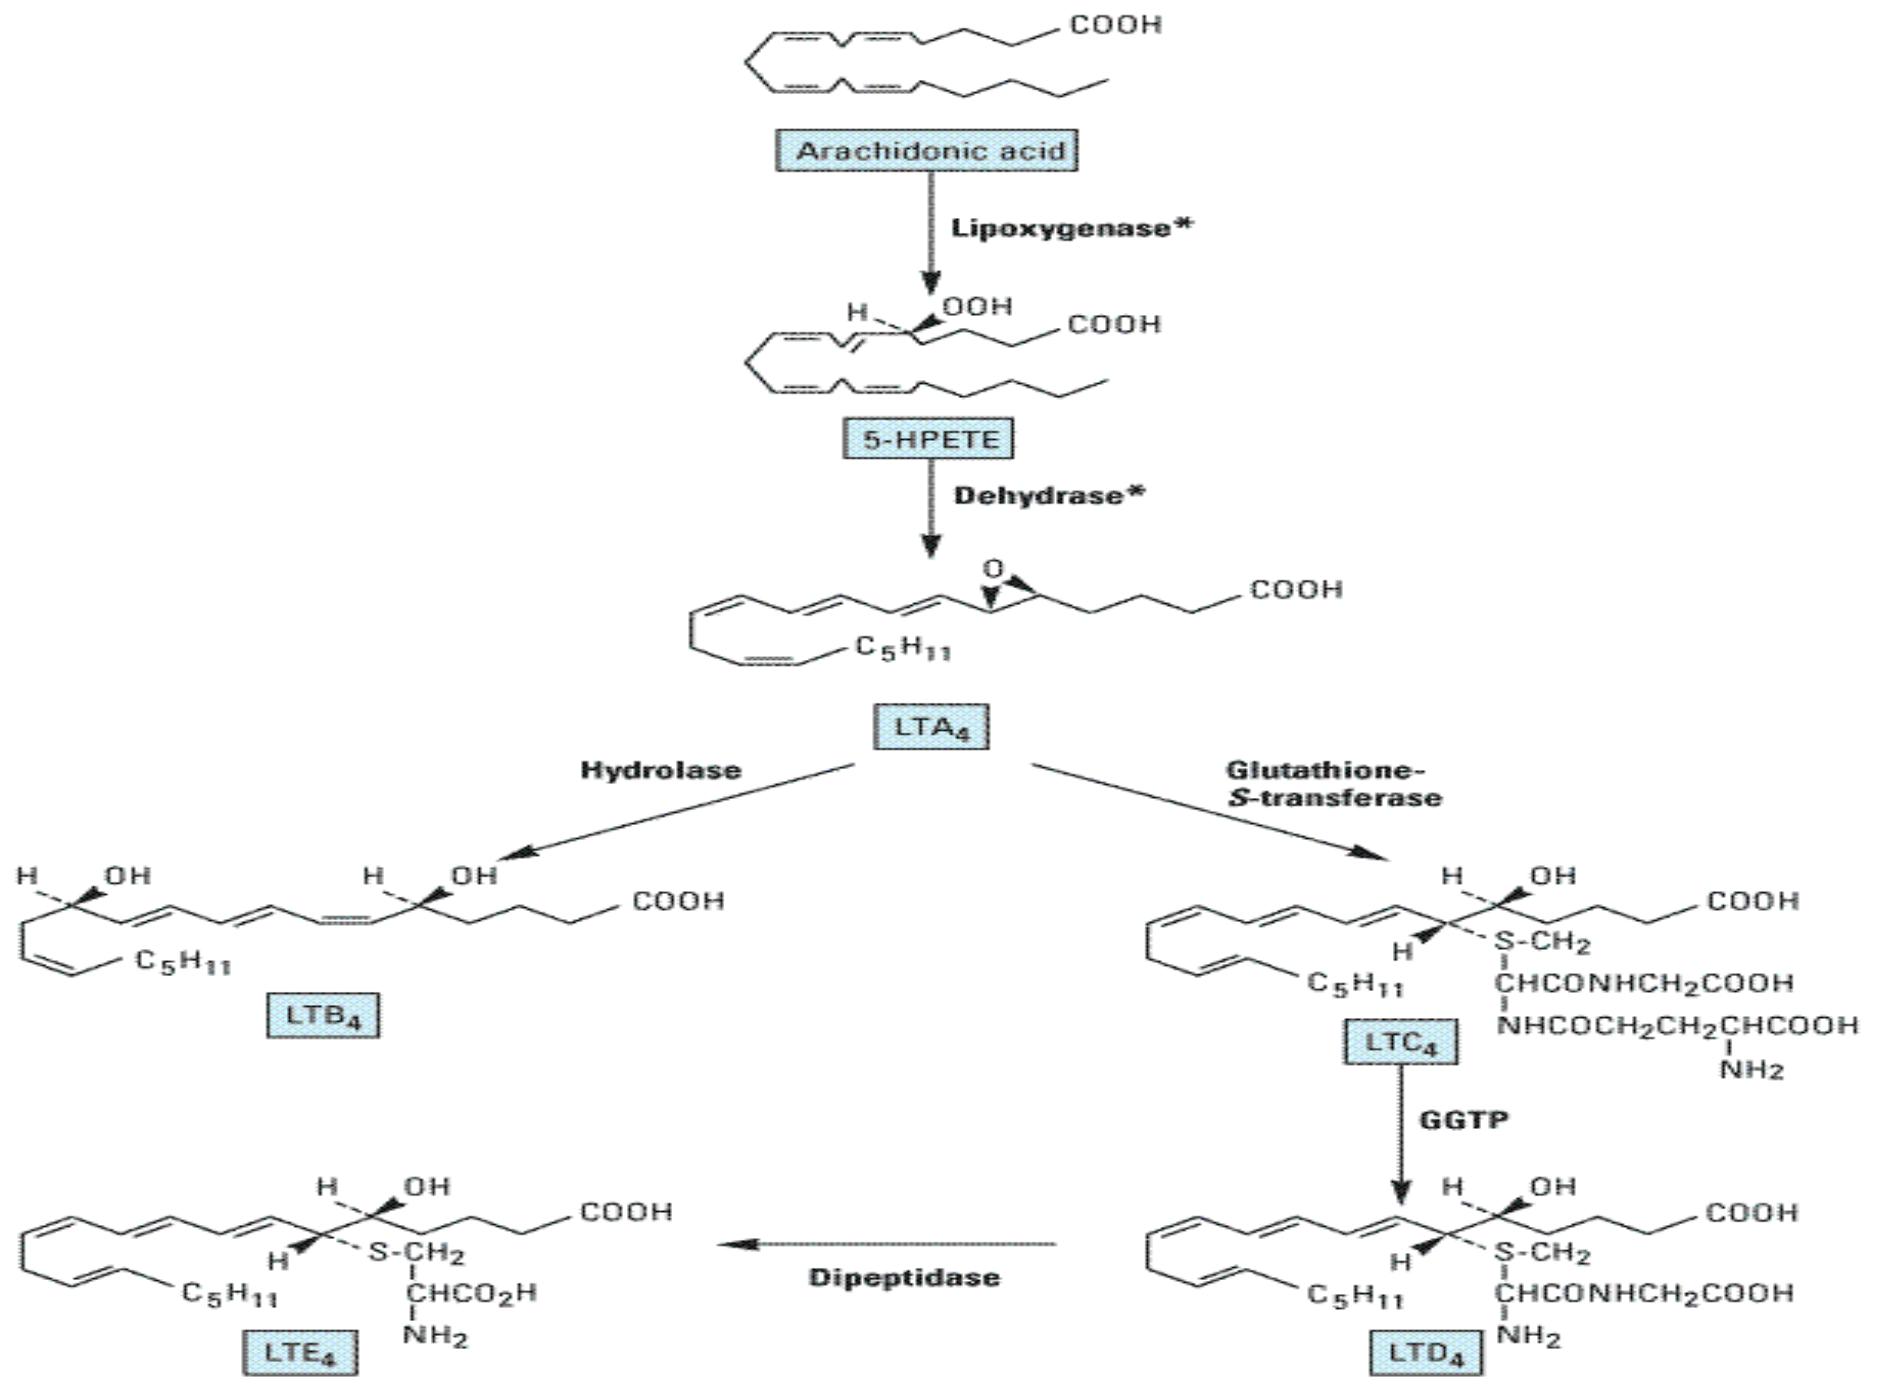 COOH
Arachidonic acid
Lipoxygenase*
H
OOH
COOH
5-HPETE
Dehydrase*
O
COOH
C5H11
LTA4
Hydrolase
Glutathione-
S-transferase
H
OH
H
OH
COOH
C5H11
LTB4
H
OH
COOH
H
S-CH2
C5H11
CHCONHCH2COOH
NHCOCH2CH2CHCOOH
NH2
LTC4
GGTP
H
OH
COOH
H
S-CH2
C5H11
CHCONHCH2COOH
NH2
LTD4
Dipeptidase
H
OH
COOH
H
S-CH2
C5H11
CHCO2H
NH2
LTE4